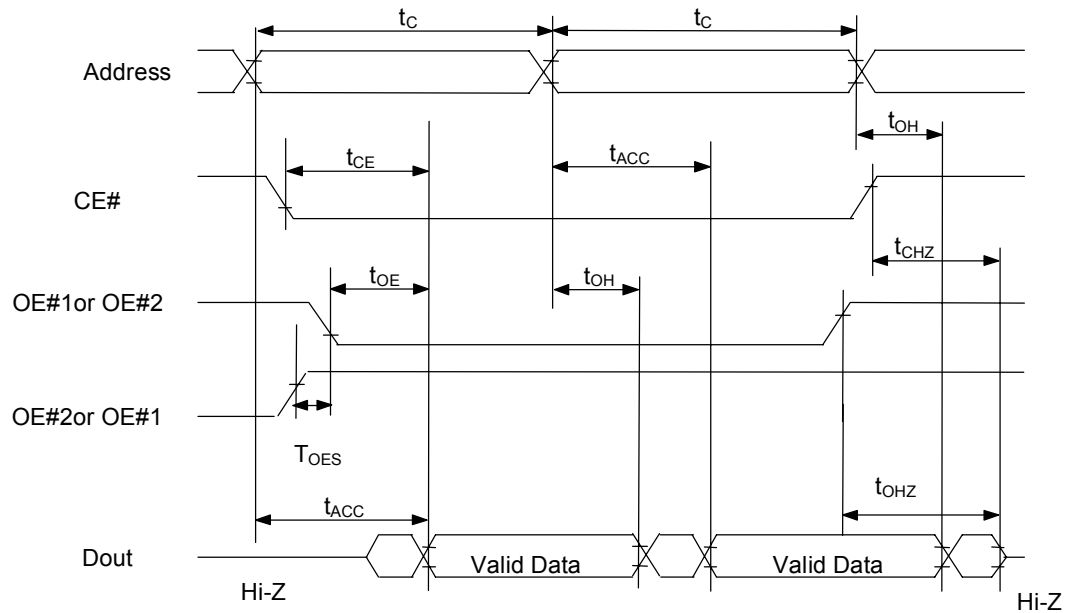 tC tC
Address
tOH
tCE tACC
CE#
tCHZ
tOE tOH
OE#1or OE#2
OE#2or OE#1
TOES
tOHZ
tACC
Dout Valid Data Valid Data
Hi-Z Hi-Z